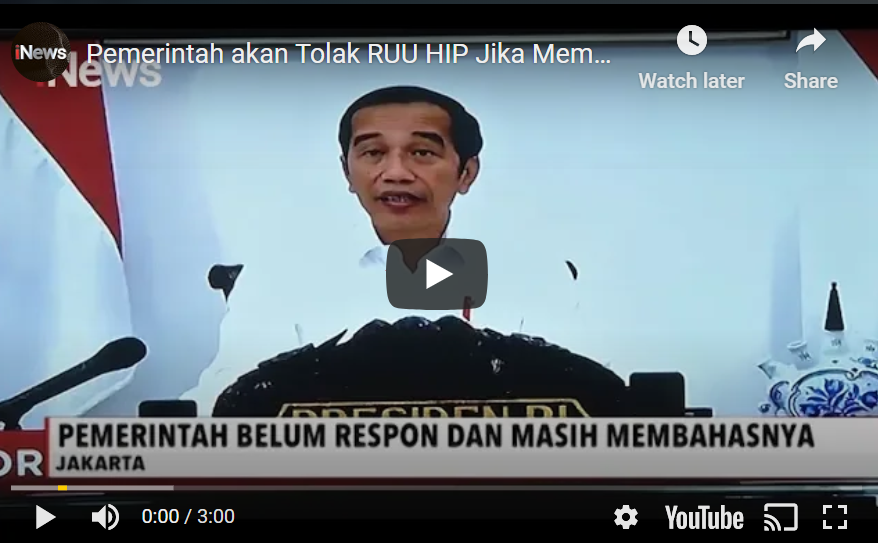 iNews
Pemerintah akan Tolak RUU HIP Jika Mem...
iNews
Watch later
Share
PRESIDEN RI
OR
PEMERINTAH BELUM RESPON DAN MASIH MEMBAHASNYA
JAKARTA
0:00 / 3:00
YouTube